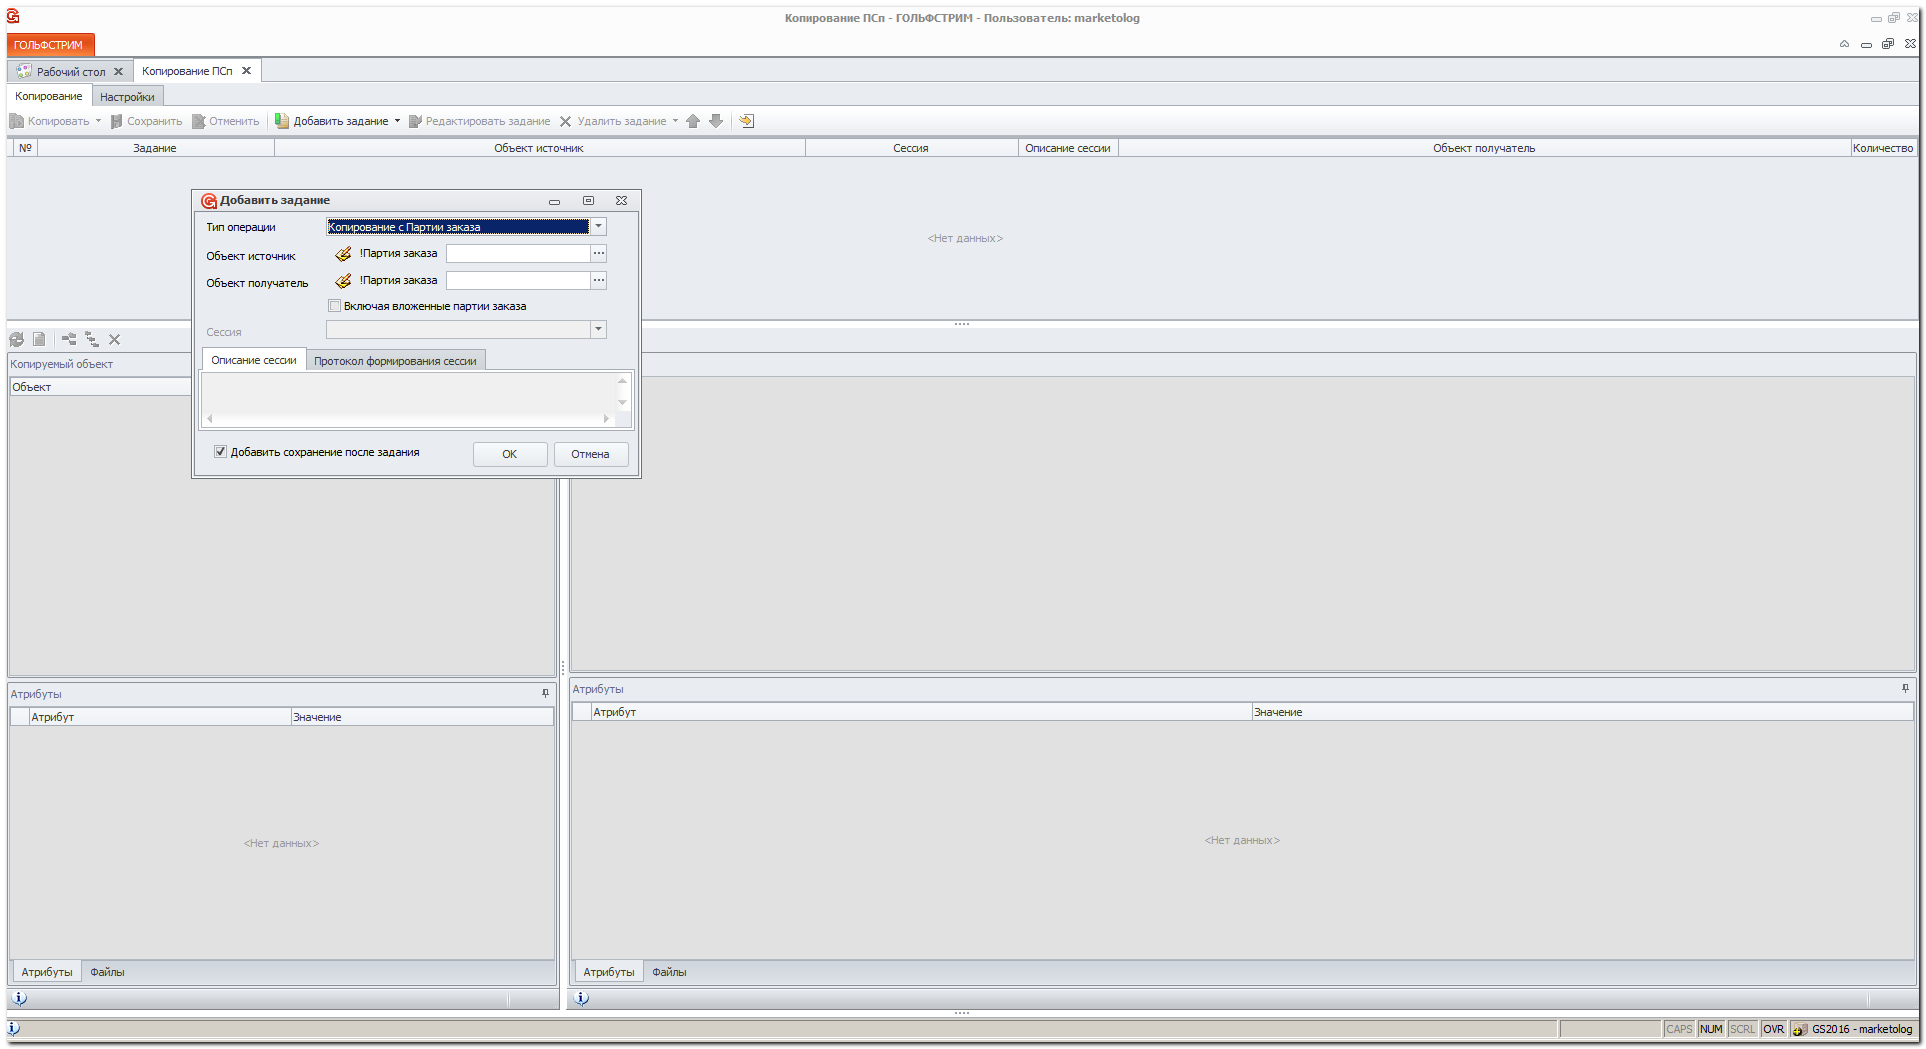 Копирование ПСп - ГОЛЬФСТРИМ - Пользователь: marketolog
ГОЛЬФСТРИМ
Рабочий стол Копирование ПСп
Копирование Настройки
Копировать Сохранить Отменить Добавить задание Редактировать задание Удалить задание
№ Задание Объект источник Сессия Описание сессии Объект получатель Количество
<Нет данных>
Добавить задание
Тип операции Копирование с Партии заказа
Объект источник !Партия заказа
Объект получатель !Партия заказа
Включая вложенные партии заказа
Сессия
Описание сессии Протокол формирования сессии
Добавить сохранение после задания OK Отмена
Копируемый объект
Объект
Атрибуты
Атрибут Значение
<Нет данных>
Атрибуты Файлы
Атрибуты
Атрибут Значение
<Нет данных>
Атрибуты Файлы
CAPS NUM SCRL OVR GS2016 - marketolog